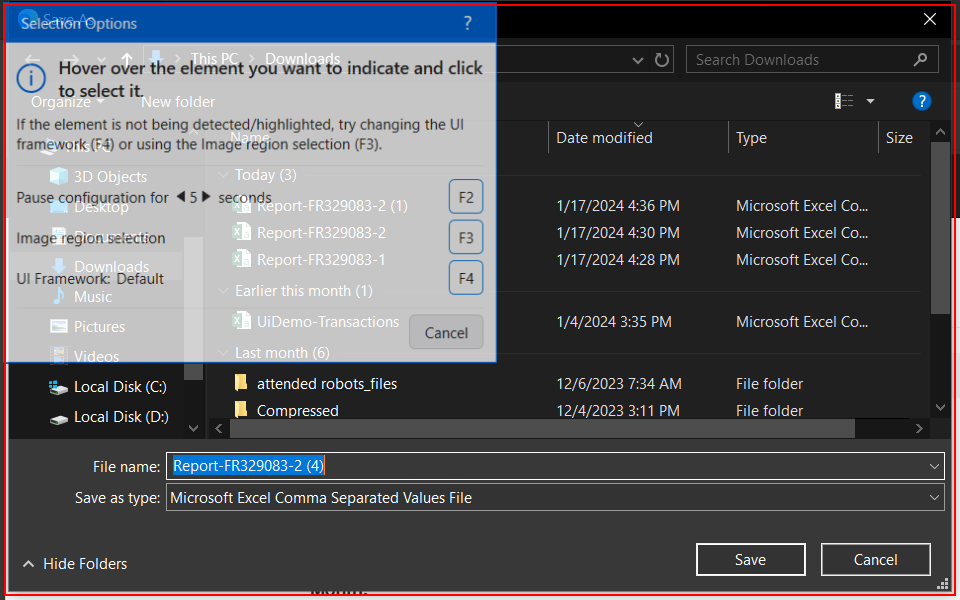 Save As
Selection Options
?
This PC
Downloads
Search Downloads
Hover over the element you want to indicate and click
to select it.
Organize
New folder
?
If the element is not being detected/highlighted, try changing the UI
framework (F4) or using the Image region selection (F3).
This PC
Name
Date modified
Type
Size
3D Objects
Today (3)
Pause configuration for 5 seconds
F2
Desktop
Report-FR329083-2 (1)
1/17/2024 4:36 PM
Microsoft Excel Co...
Image region selection
F3
Documents
Report-FR329083-2
1/17/2024 4:30 PM
Microsoft Excel Co...
Downloads
Report-FR329083-1
1/17/2024 4:28 PM
Microsoft Excel Co...
UI Framework: Default
F4
Music
Earlier this month (1)
Pictures
UiDemo-Transactions
1/4/2024 3:35 PM
Microsoft Excel Co...
Cancel
Videos
Last month (6)
Local Disk (C:)
attended robots_files
12/6/2023 7:34 AM
File folder
Local Disk (D:)
Compressed
12/4/2023 3:11 PM
File folder
File name:
Report-FR329083-2 (4)
Save as type:
Microsoft Excel Comma Separated Values File
Hide Folders
Save
Cancel